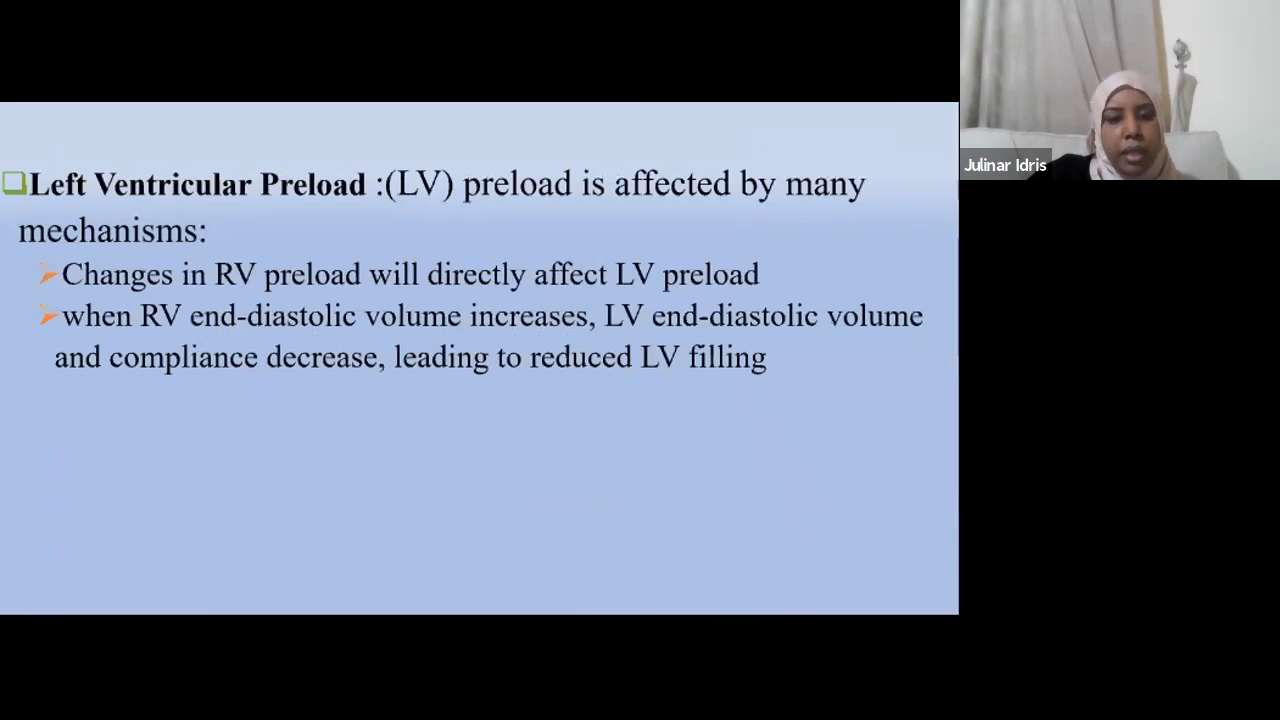 Left Ventricular Preload :(LV) preload is affected by many
mechanisms:
Changes in RV preload will directly affect LV preload
when RV end-diastolic volume increases, LV end-diastolic volume
and compliance decrease, leading to reduced LV filling
Julinar Idris